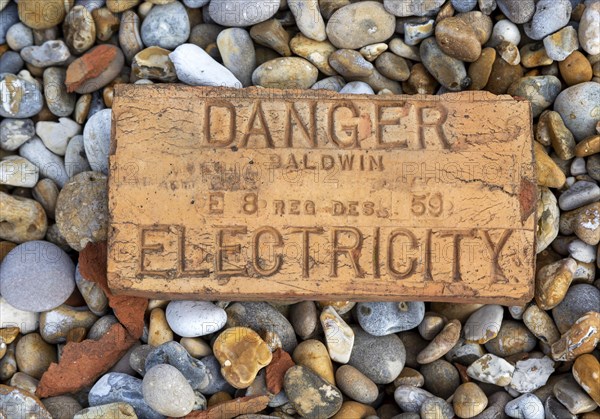 DANGER
BALDWIN
E 8 REG DES. 59
ELECTRICITY